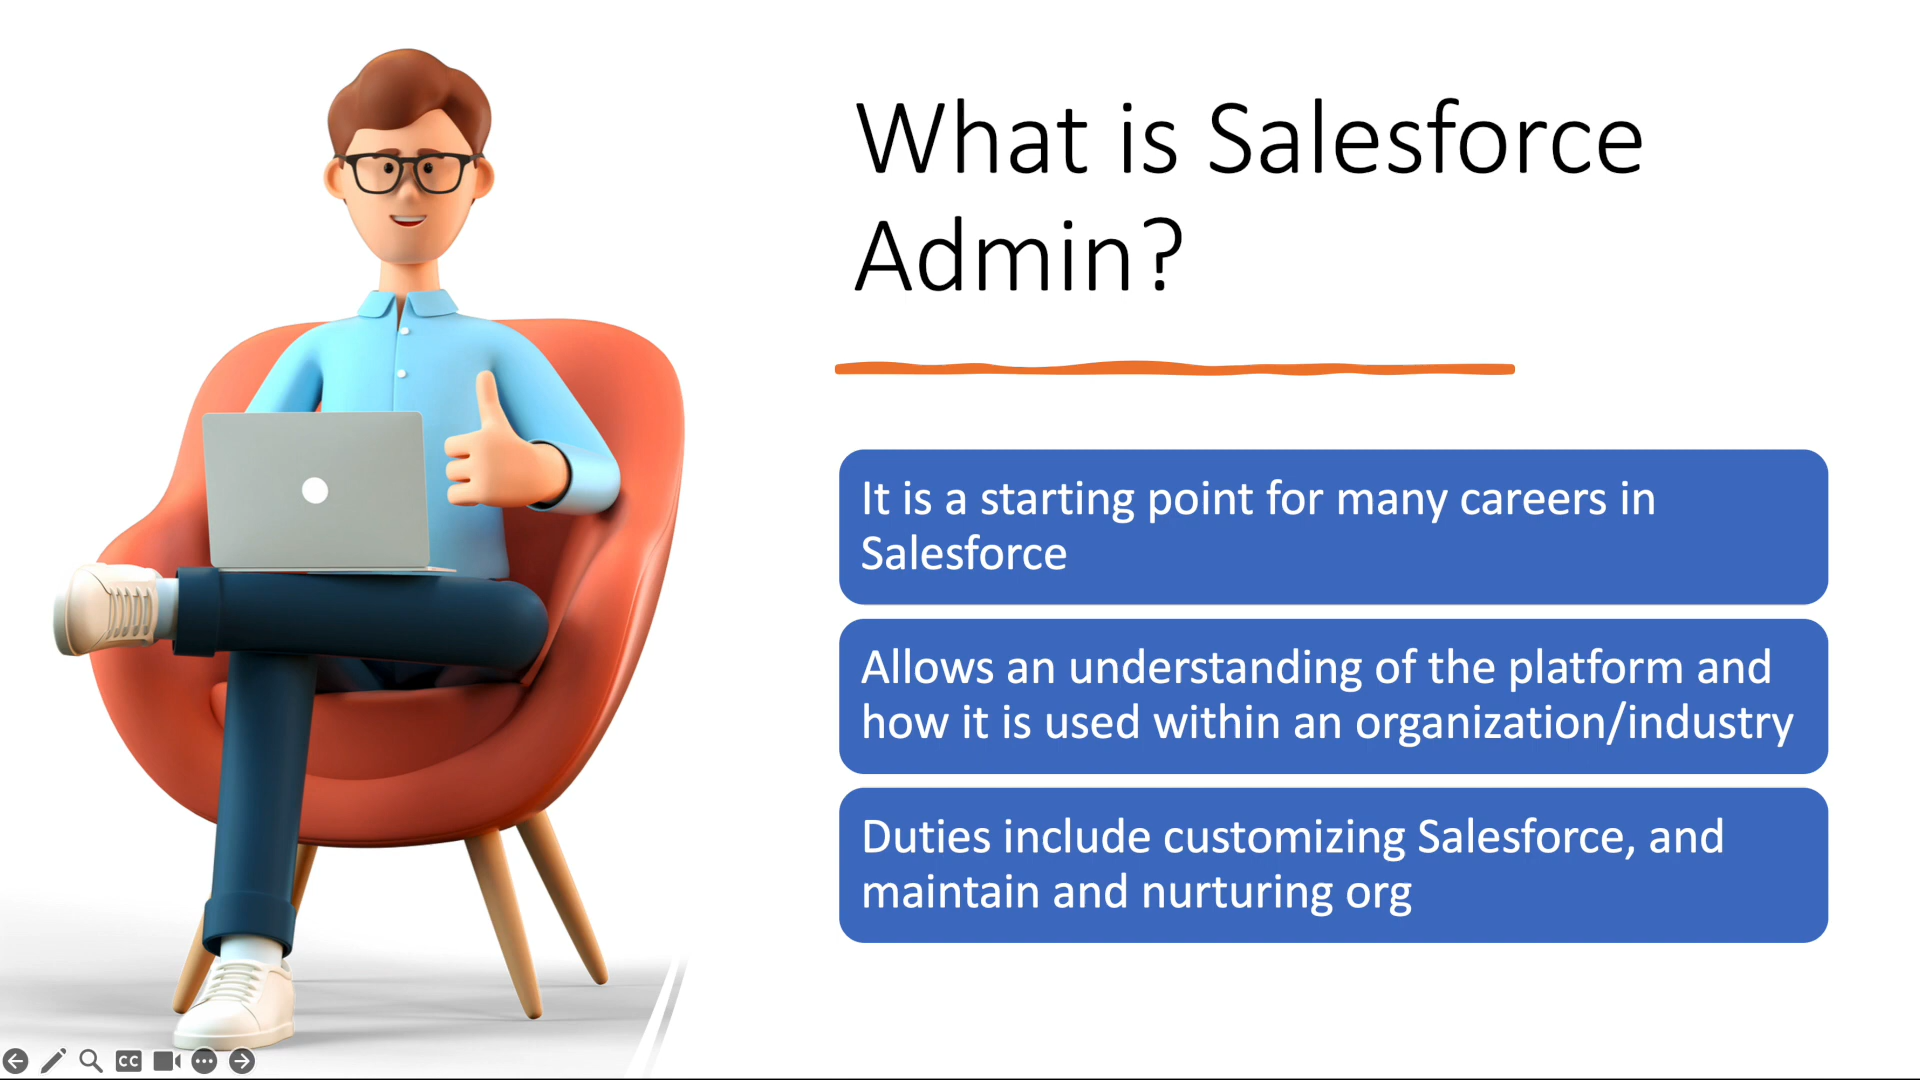 What is Salesforce
Admin?
It is a starting point for many careers in
Salesforce
Allows an understanding of the platform and
how it is used within an organization/industry
Duties include customizing Salesforce, and
maintain and nurturing org
CC